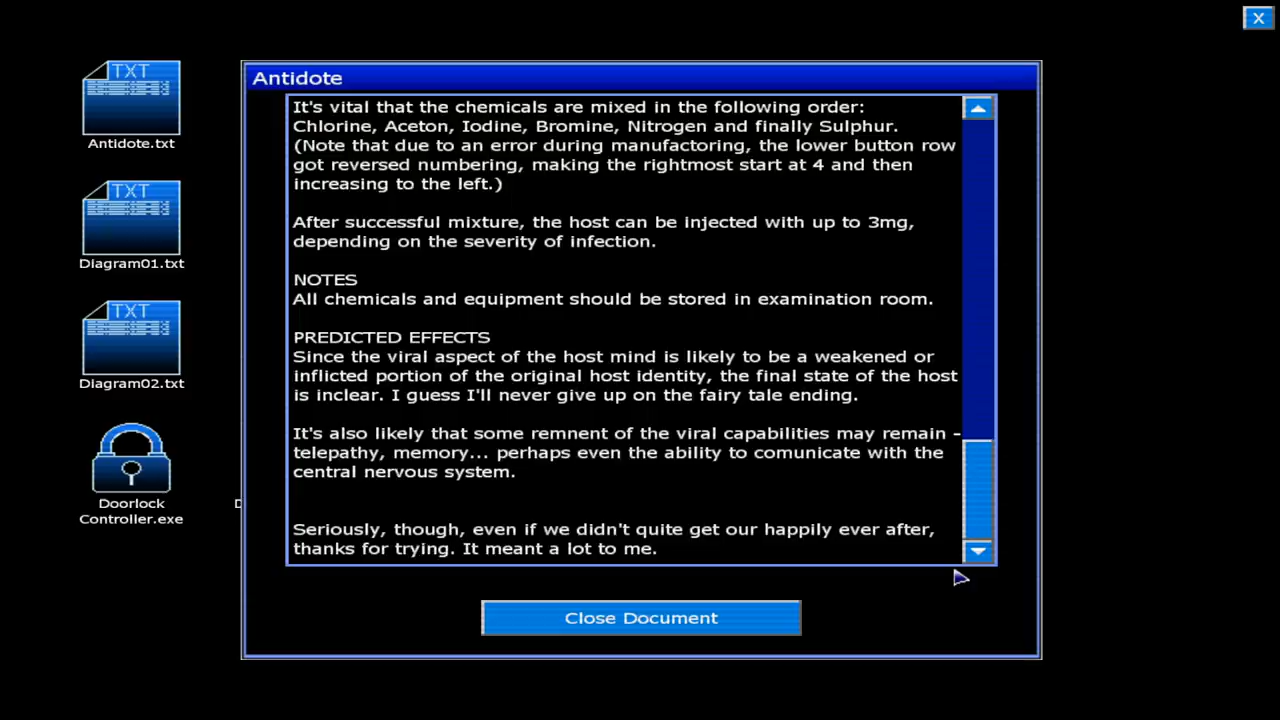 X
TXT
Antidote.txt
TXT
Diagram01.txt
TXT
Diagram02.txt
Doorlock
Controller.exe
Antidote
It's vital that the chemicals are mixed in the following order:
Chlorine, Aceton, Iodine, Bromine, Nitrogen and finally Sulphur.
(Note that due to an error during manufactoring, the lower button row
got reversed numbering, making the rightmost start at 4 and then
increasing to the left.)
After successful mixture, the host can be injected with up to 3mg,
depending on the severity of infection.
NOTES
All chemicals and equipment should be stored in examination room.
PREDICTED EFFECTS
Since the viral aspect of the host mind is likely to be a weakened or
inflicted portion of the original host identity, the final state of the host
is inclear. I guess I'll never give up on the fairy tale ending.
It's also likely that some remnent of the viral capabilities may remain -
telepathy, memory... perhaps even the ability to comunicate with the
central nervous system.
Seriously, though, even if we didn't quite get our happily ever after,
thanks for trying. It meant a lot to me.
Close Document